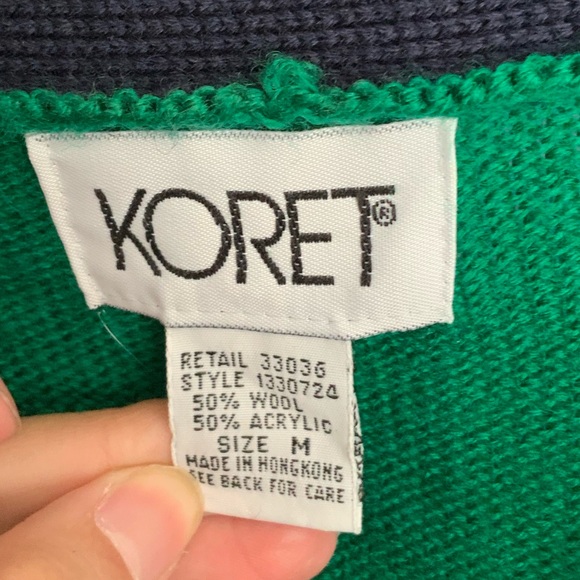 KORET®
RETAIL 33036
STYLE 1330724
50% WOOL
50% ACRYLIC
SIZE M
MADE IN HONGKONG
SEE BACK FOR CARE